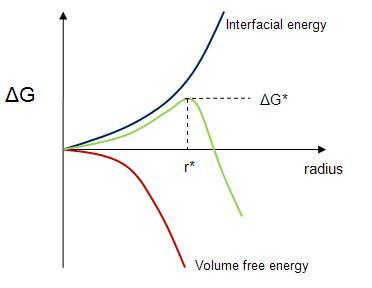 Interfacial energy
ΔG
ΔG*
r*
radius
Volume free energy